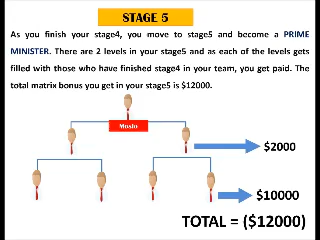 STAGE 5
As you finish your stage4, you move to stage5 and become a PRIME
MINISTER. There are 2 levels in your stage5 and as each of the levels gets
filled with those who have finished stage4 in your team, you get paid. The
total matrix bonus you get in your stage5 is $12000.
$2000
$10000
TOTAL = ($12000)